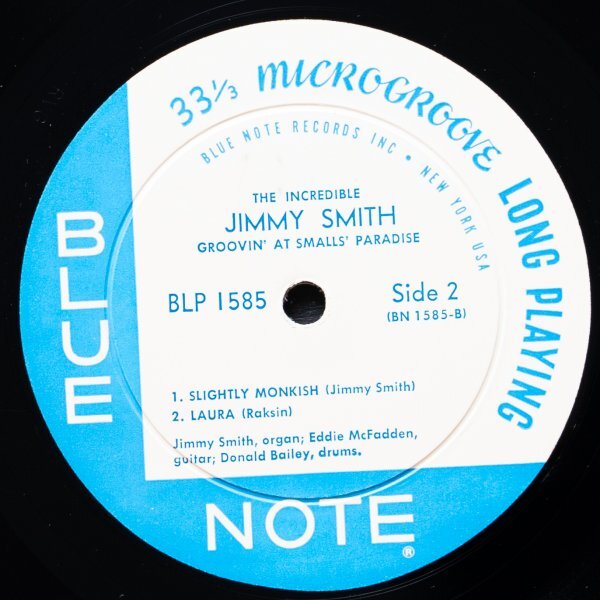 33⅓ MICROGROOVE LONG PLAYING
BLUE NOTE RECORDS INC • NEW YORK USA
THE INCREDIBLE
JIMMY SMITH
GROOVIN' AT SMALLS' PARADISE
BLP 1585
Side 2
(BN 1585-B)
1. SLIGHTLY MONKISH (Jimmy Smith)
2. LAURA (Raksin)
Jimmy Smith, organ; Eddie McFadden,
guitar; Donald Bailey, drums.
BLUE
NOTE®